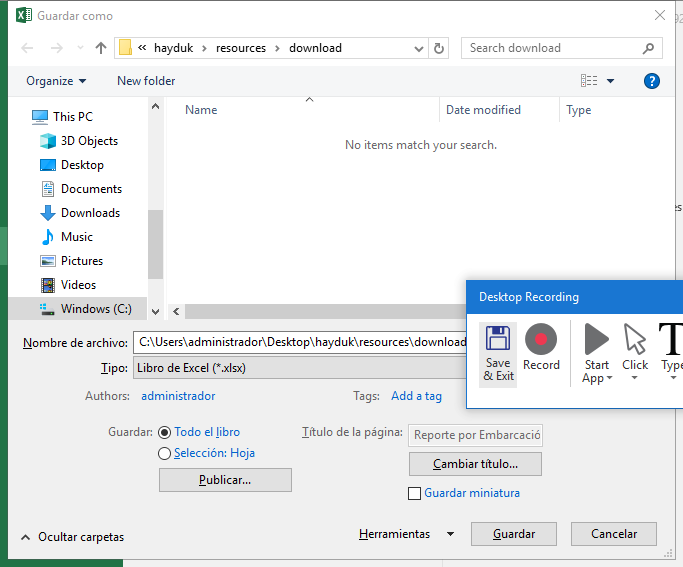 Guardar como
« hayduk › resources › download
Search download
Organize
New folder
?
Name
Date modified
Type
No items match your search.
This PC
3D Objects
Desktop
Documents
Downloads
Music
Pictures
Videos
Windows (C:)
Desktop Recording
Save & Exit
Record
Start App
Click
Type
Nombre de archivo: C:\Users\administrador\Desktop\hayduk\resources\download
Tipo: Libro de Excel (*.xlsx)
Authors: administrador
Tags: Add a tag
Guardar: Todo el libro
Selección: Hoja
Publicar...
Título de la página: Reporte por Embarcació
Cambiar título...
Guardar miniatura
Ocultar carpetas
Herramientas
Guardar
Cancelar